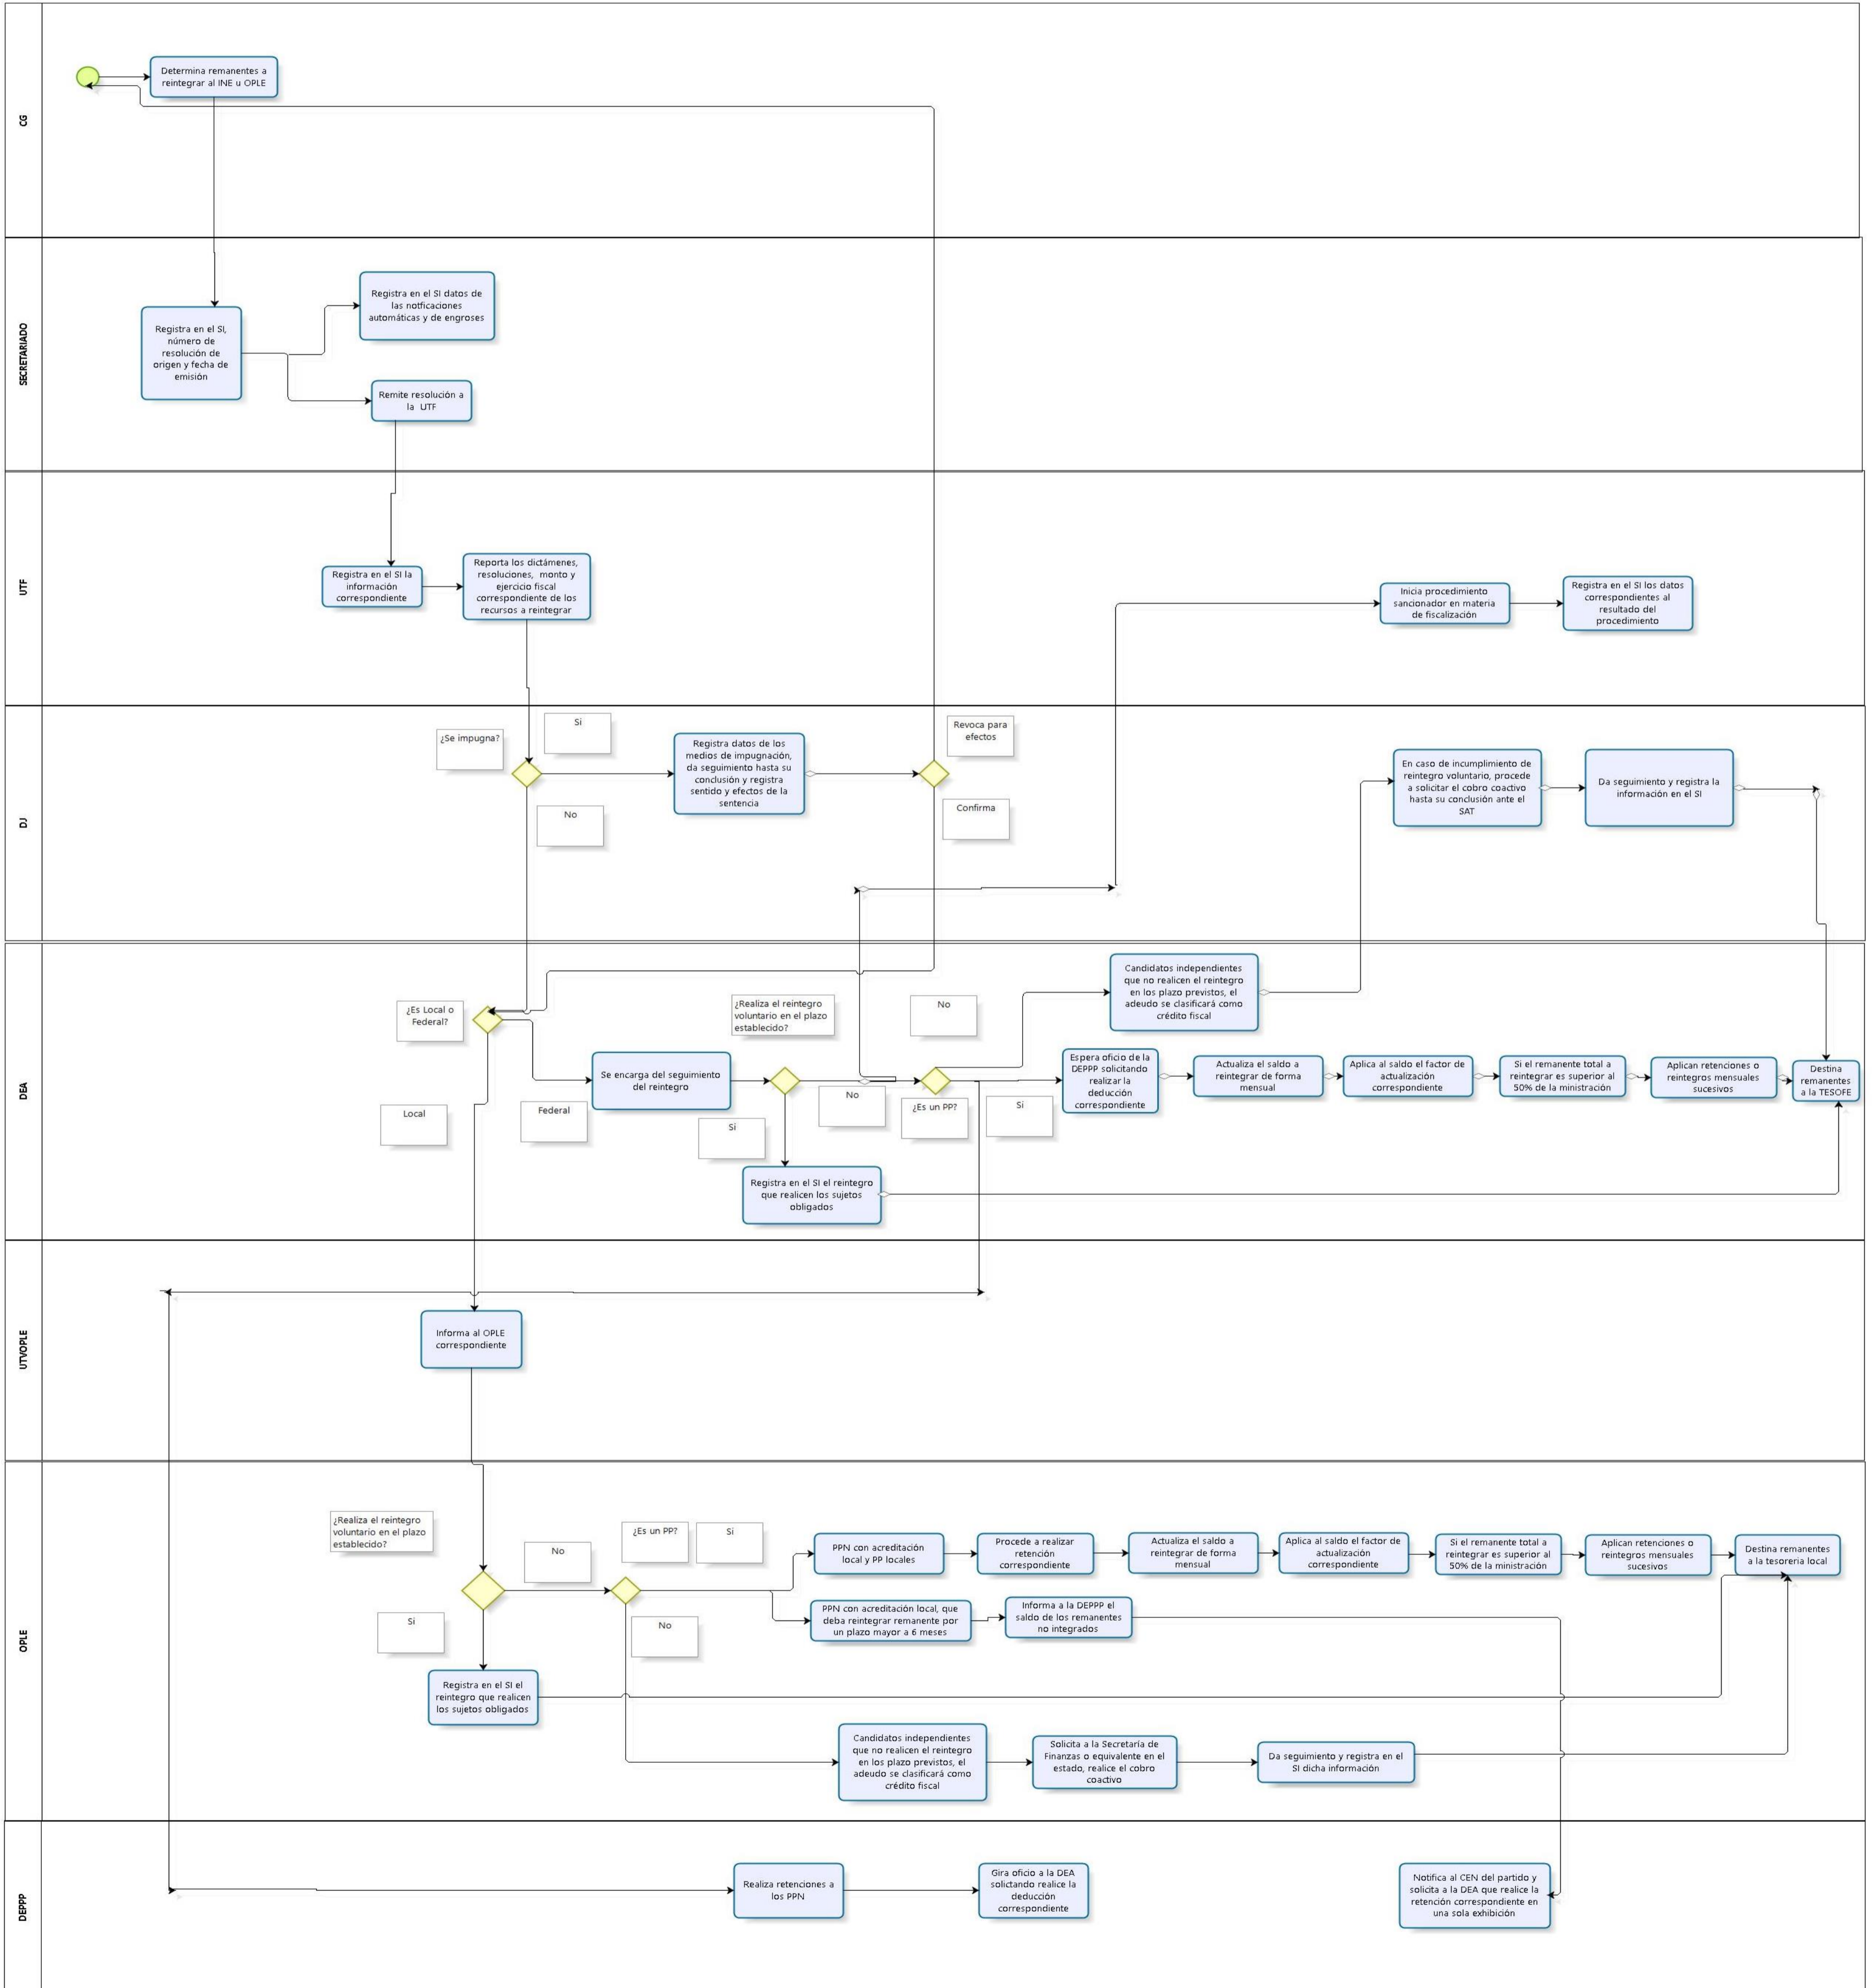 CG
Determina remanentes a
reintegrar al INE u OPLE
SECRETARIADO
Registra en el SI datos de
las notficaciones
automáticas y de engroses
Registra en el SI,
número de
resolución de
origen y fecha de
emisión
Remite resolución a
la UTF
UTF
Registra en el SI la
información
correspondiente
Reporta los dictámenes,
resoluciones, monto y
ejercicio fiscal
correspondiente de los
recursos a reintegrar
Inicia procedimiento
sancionador en materia
de fiscalización
Registra en el SI los datos
correspondientes al
resultado del
procedimiento
DJ
¿Se impugna?
Si
No
Registra datos de los
medios de impugnación,
da seguimiento hasta su
conclusión y registra
sentido y efectos de la
sentencia
Revoca para
efectos
Confirma
En caso de incumplimiento de
reintegro voluntario, procede
a solicitar el cobro coactivo
hasta su conclusión ante el
SAT
Da seguimiento y registra la
información en el SI
DEA
¿Es Local o
Federal?
Local
Federal
Se encarga del seguimiento
del reintegro
¿Realiza el reintegro
voluntario en el plazo
establecido?
Si
No
Registra en el SI el reintegro
que realicen los sujetos
obligados
No
¿Es un PP?
Si
Candidatos independientes
que no realicen el reintegro
en los plazo previstos, el
adeudo se clasificará como
crédito fiscal
Espera oficio de la
DEPPP solicitando
realizar la
deducción
correspondiente
Actualiza el saldo a
reintegrar de forma
mensual
Aplica al saldo el factor de
actualización
correspondiente
Si el remanente total a
reintegrar es superior al
50% de la ministración
Aplican retenciones o
reintegros mensuales
sucesivos
Destina
remanentes
a la TESOFE
UTVOPLE
Informa al OPLE
correspondiente
OPLE
¿Realiza el reintegro
voluntario en el plazo
establecido?
No
Si
¿Es un PP?
Sí
No
PPN con acreditación
local y PP locales
Procede a realizar
retención
correspondiente
Actualiza el saldo a
reintegrar de forma
mensual
Aplica al saldo el factor de
actualización
correspondiente
Si el remanente total a
reintegrar es superior al
50% de la ministración
Aplican retenciones o
reintegros mensuales
sucesivos
Destina remanentes
a la tesoreria local
PPN con acreditación local, que
deba reintegrar remanente por
un plazo mayor a 6 meses
Informa a la DEPPP el
saldo de los remanentes
no integrados
Registra en el SI el
reintegro que realicen
los sujetos obligados
Candidatos independientes
que no realicen el reintegro
en los plazo previstos, el
adeudo se clasificará como
crédito fiscal
Solicita a la Secretaría de
Finanzas o equivalente en el
estado, realice el cobro
coactivo
Da seguimiento y registra en el
SI dicha información
DEPPP
Realiza retenciones a
los PPN
Gira oficio a la DEA
solictando realice la
deducción
correspondiente
Notifica al CEN del partido y
solicita a la DEA que realice la
retención correspondiente en
una sola exhibición